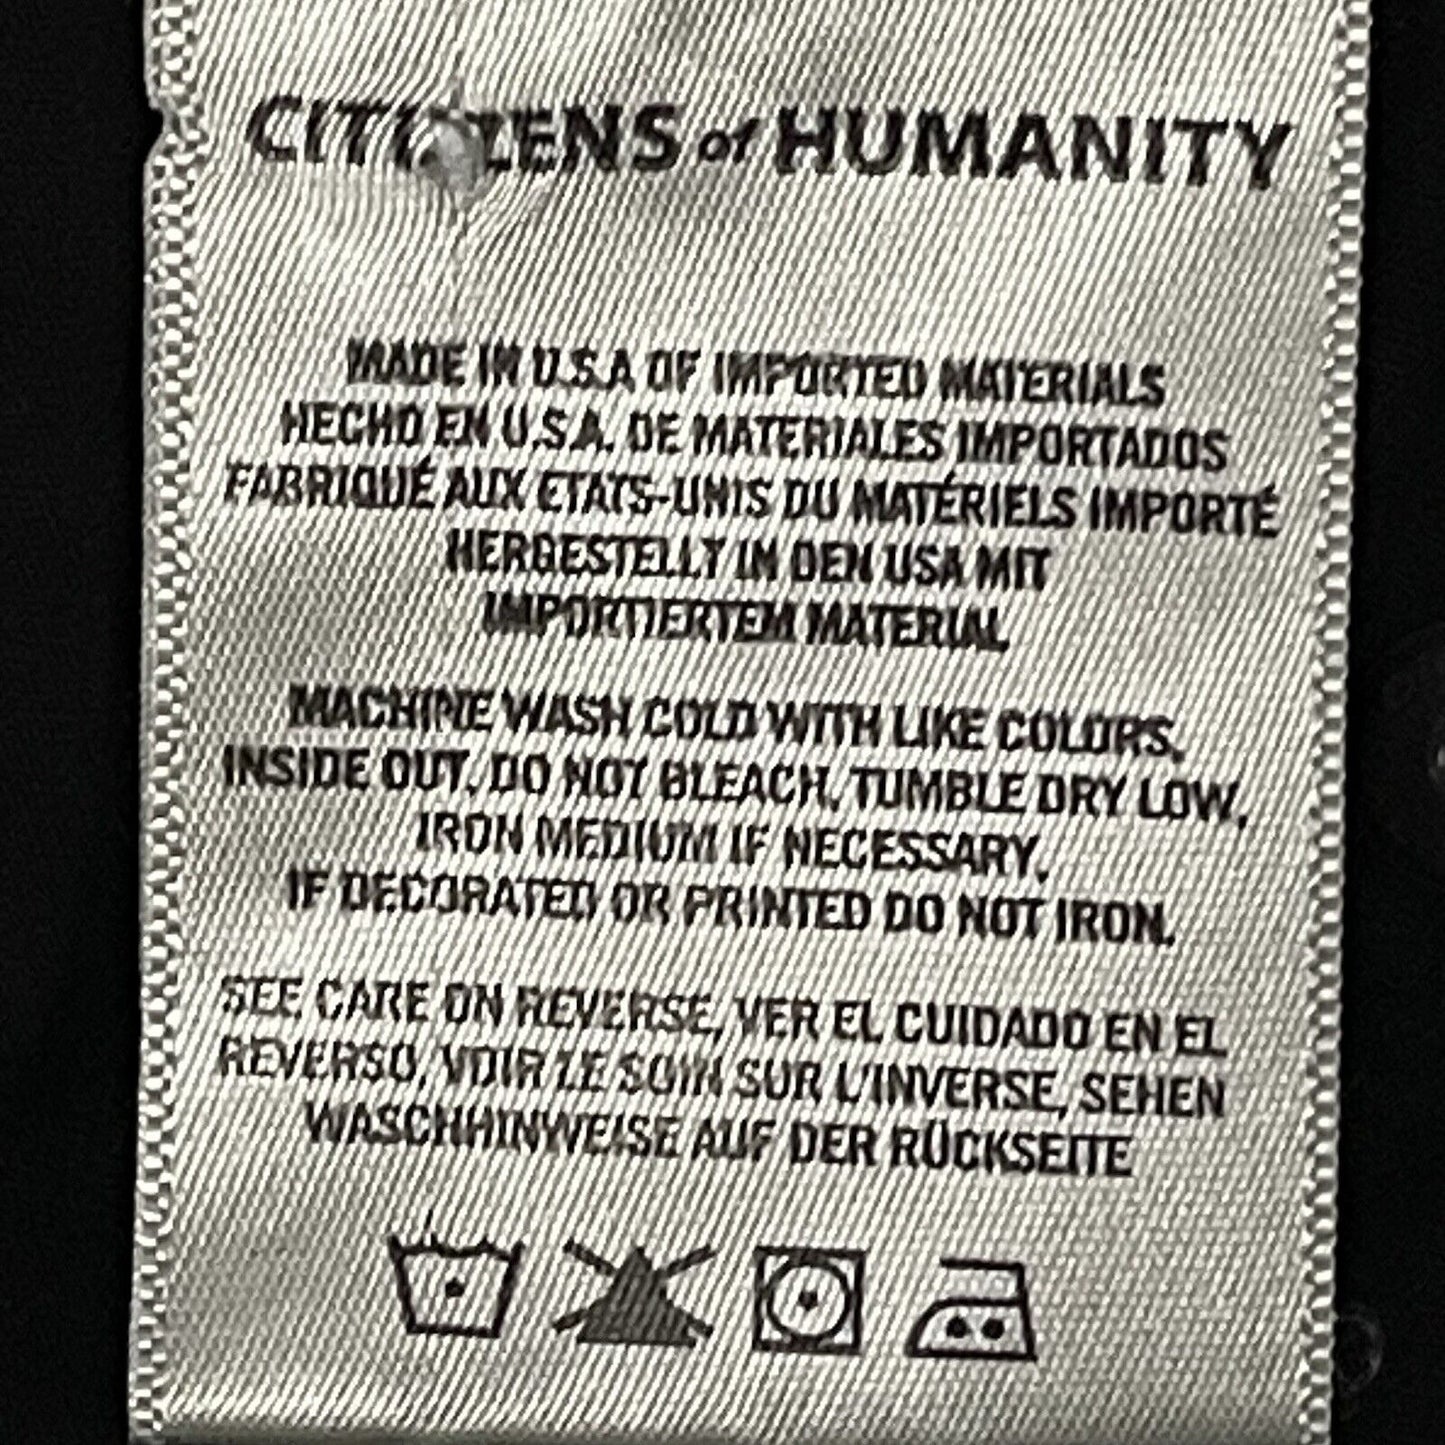 CITIZENS of HUMANITY
MADE IN U.S.A OF IMPORTED MATERIALS
HECHO EN U.S.A. DE MATERIALES IMPORTADOS
FABRIQUÉ AUX ETATS-UNIS DU MATÉRIELS IMPORTÉ
HERGESTELLT IN DEN USA MIT
IMPORTIERTEM MATERIAL
MACHINE WASH COLD WITH LIKE COLORS,
INSIDE OUT. DO NOT BLEACH. TUMBLE DRY LOW,
IRON MEDIUM IF NECESSARY.
IF DECORATED OR PRINTED DO NOT IRON.
SEE CARE ON REVERSE, VER EL CUIDADO EN EL
REVERSO, VOIR LE SOIN SUR L'INVERSE, SEHEN
WASCHHINWEISE AUF DER RÜCKSEITE